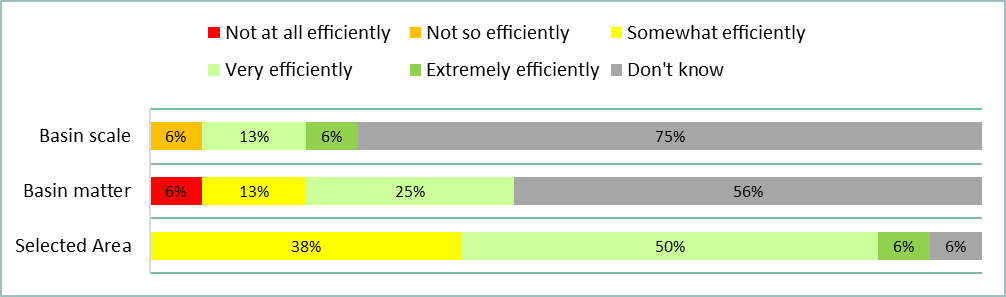 Not at all efficiently Not so efficiently Somewhat efficiently
Very efficiently Extremely efficiently Don't know
Basin scale 6% 13% 6% 75%
Basin matter 6% 13% 25% 56%
Selected Area 38% 50% 6% 6%